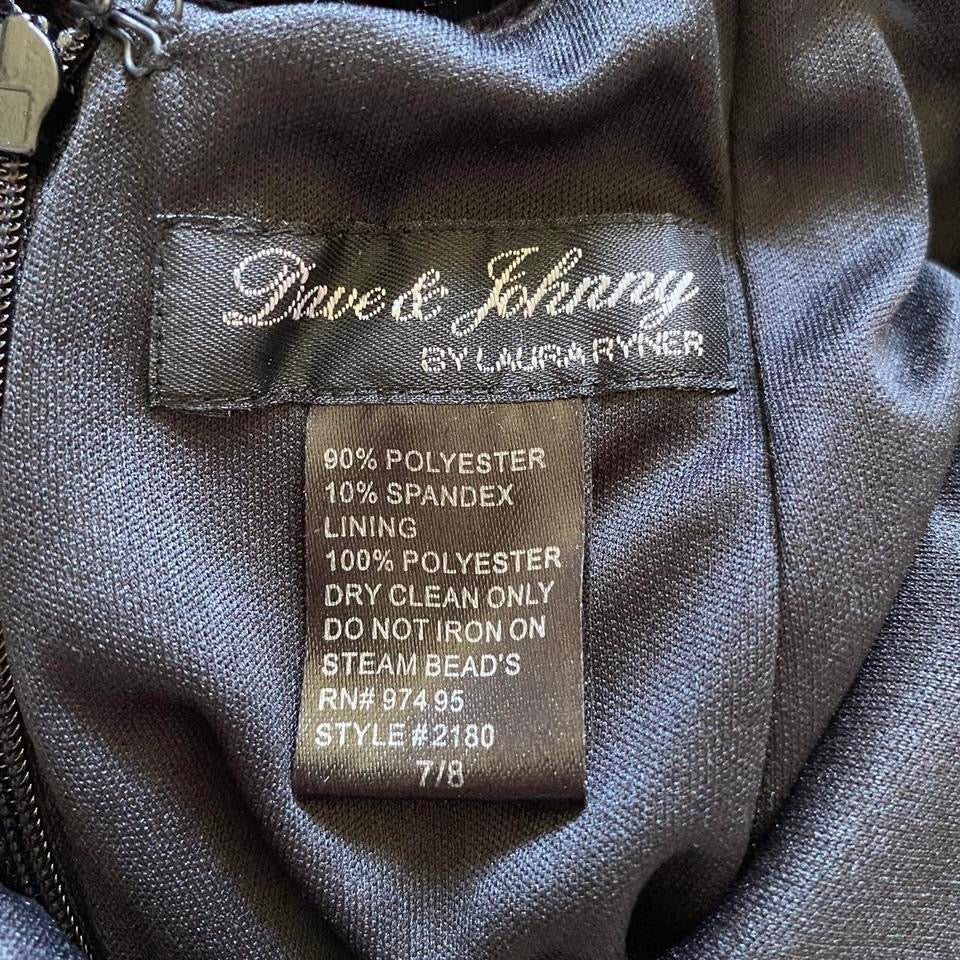 Dave & Johnny
BY LAURA RYNER
90% POLYESTER
10% SPANDEX
LINING
100% POLYESTER
DRY CLEAN ONLY
DO NOT IRON ON
STEAM BEAD'S
RN# 974 95
STYLE #2180
7/8